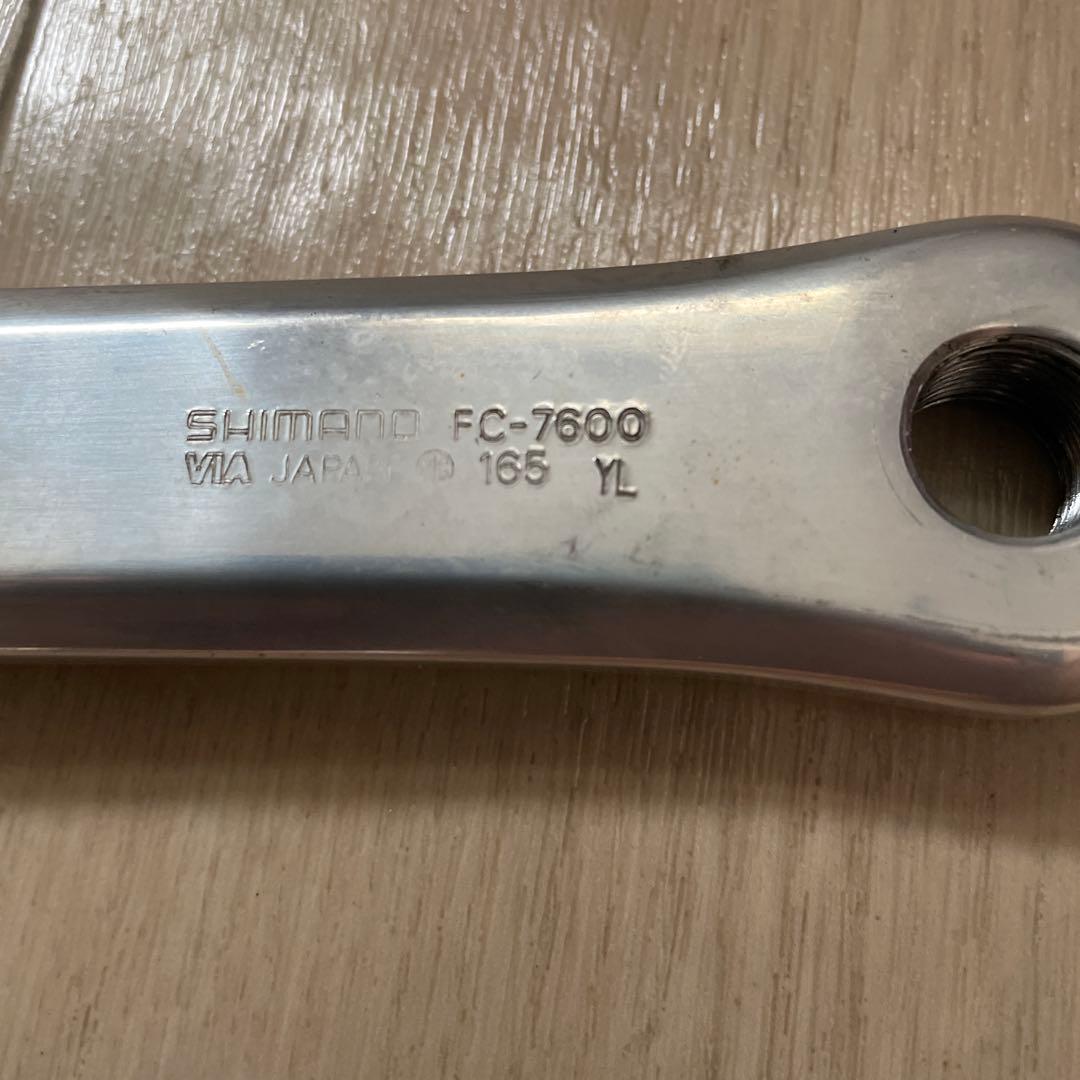 SHIMANO FC-7600
VIA JAPAN 165 YL